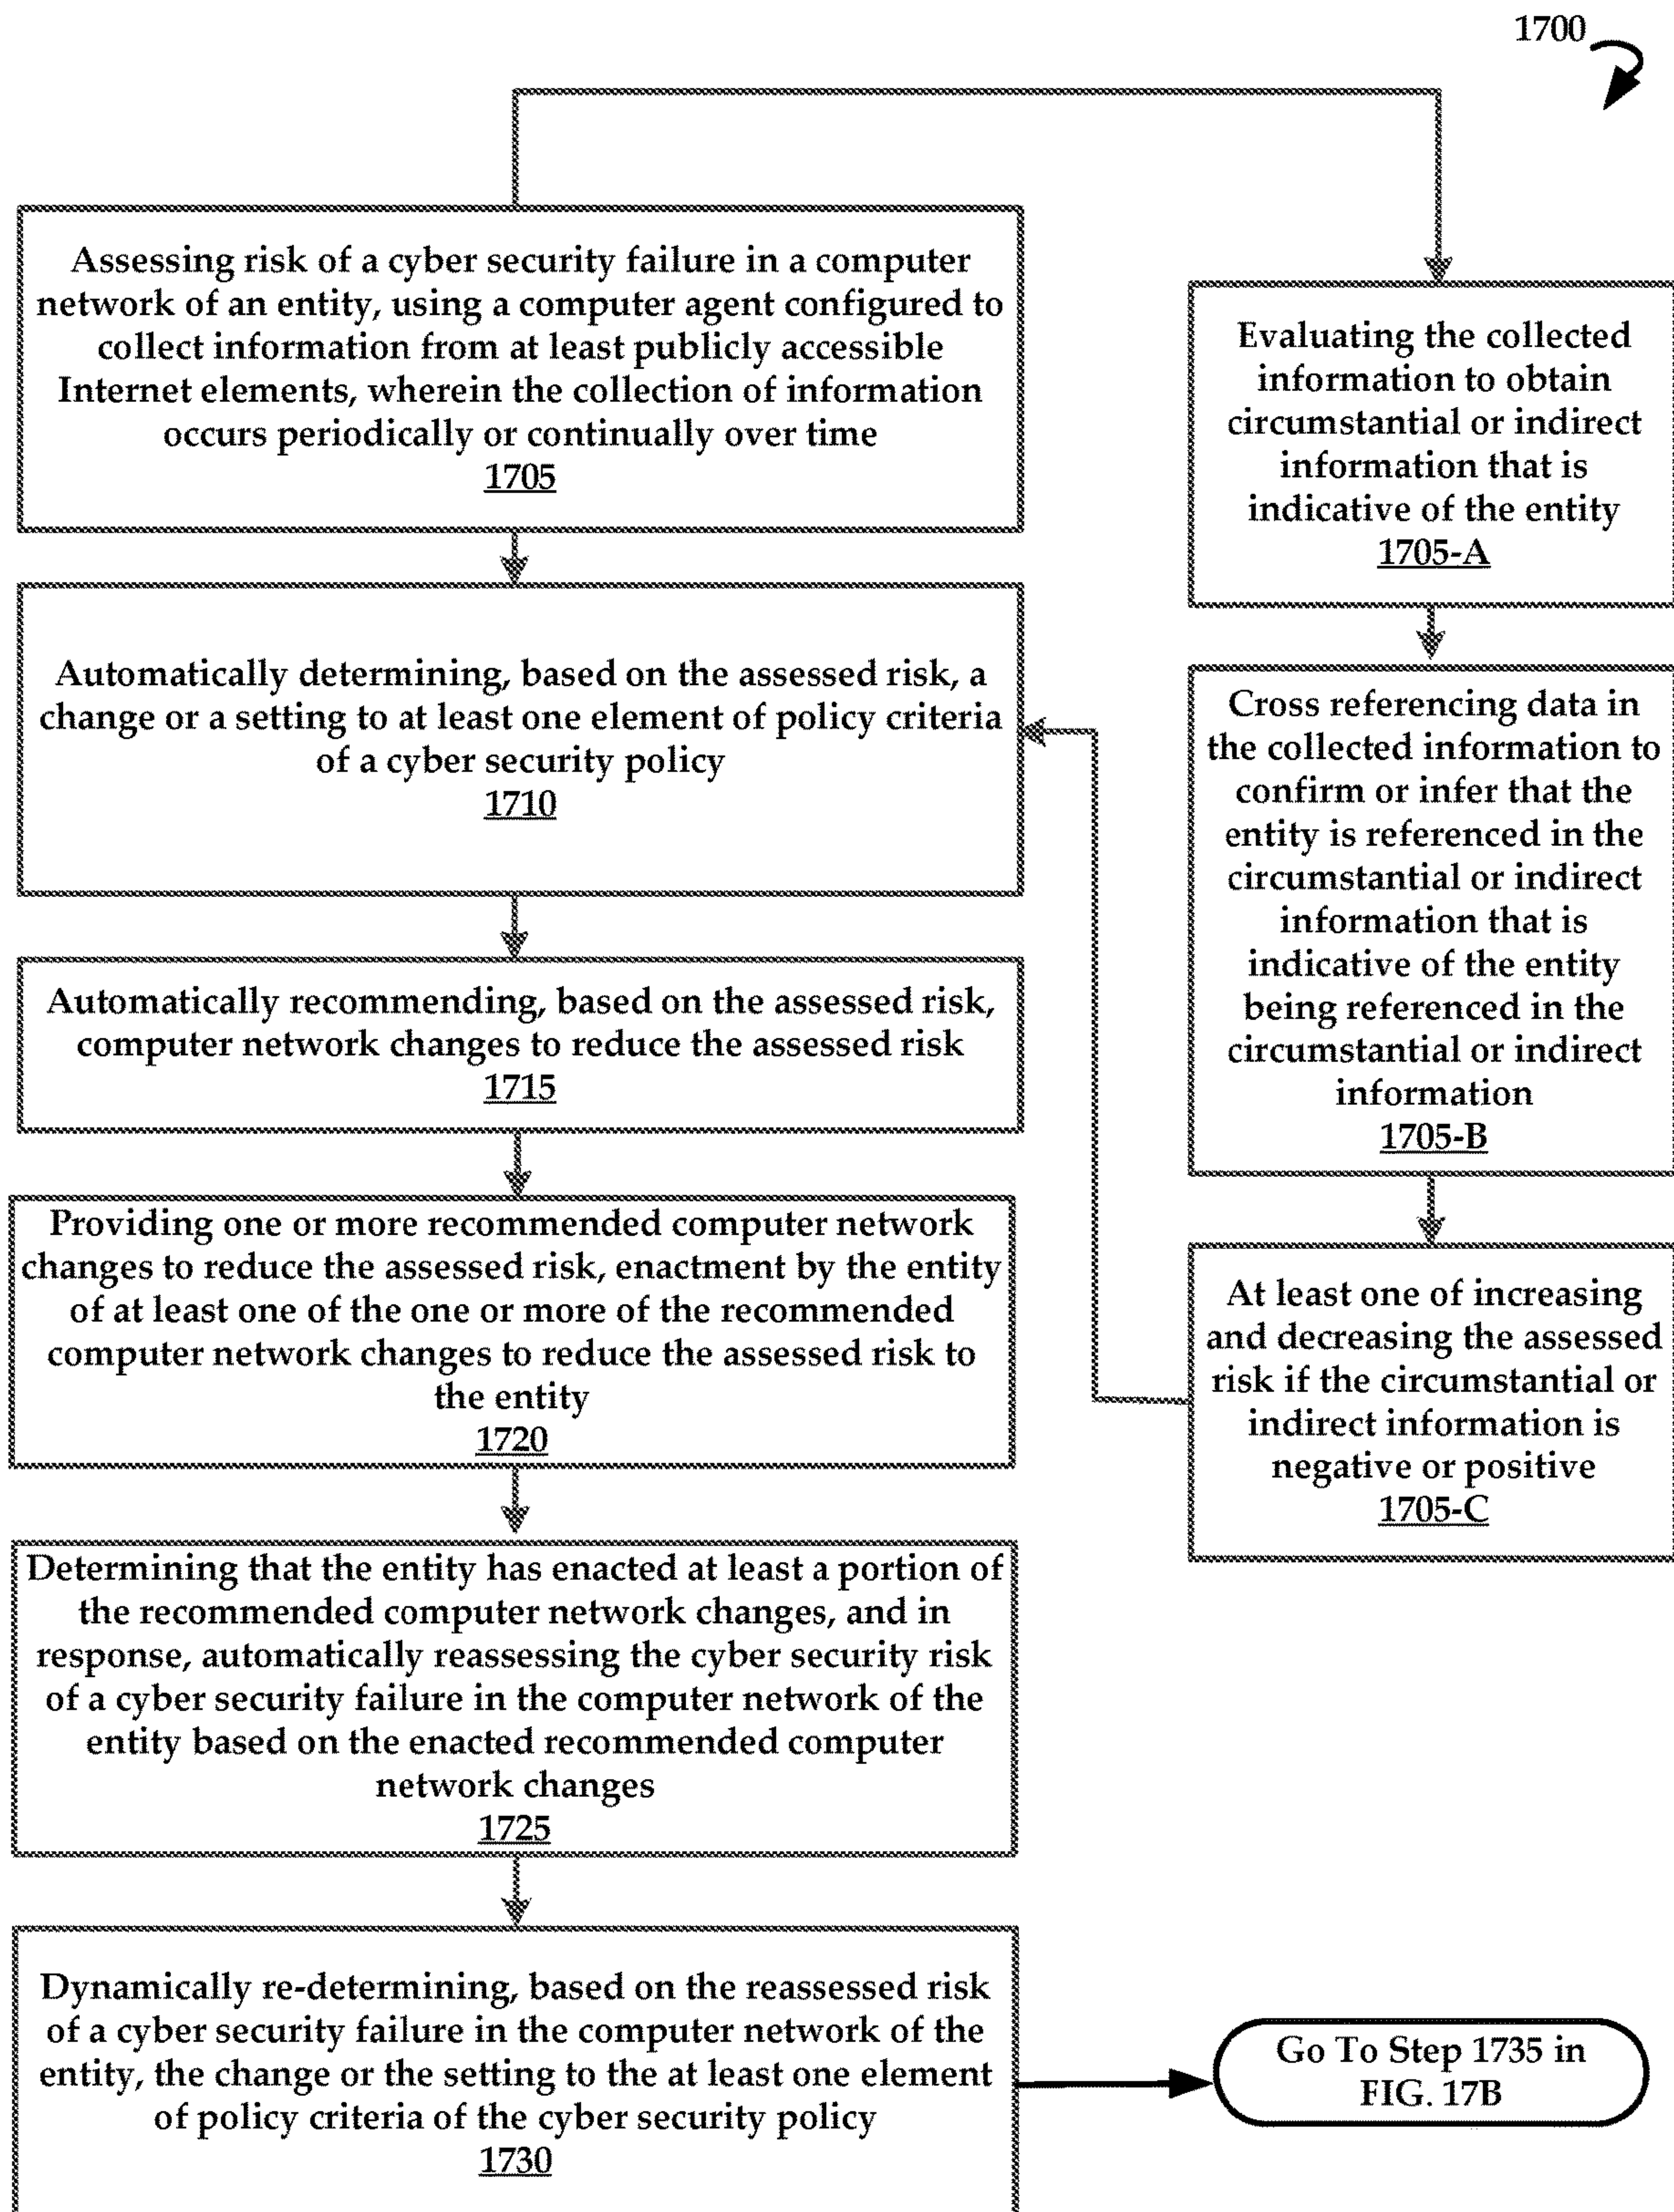 1700
Assessing risk of a cyber security failure in a computer
network of an entity, using a computer agent configured to
collect information from at least publicly accessible
Internet elements, wherein the collection of information
occurs periodically or continually over time
1705
Automatically determining, based on the assessed risk, a
change or a setting to at least one element of policy criteria
of a cyber security policy
1710
Automatically recommending, based on the assessed risk,
computer network changes to reduce the assessed risk
1715
Providing one or more recommended computer network
changes to reduce the assessed risk, enactment by the entity
of at least one of the one or more of the recommended
computer network changes to reduce the assessed risk to
the entity
1720
Determining that the entity has enacted at least a portion of
the recommended computer network changes, and in
response, automatically reassessing the cyber security risk
of a cyber security failure in the computer network of the
entity based on the enacted recommended computer
network changes
1725
Dynamically re-determining, based on the reassessed risk
of a cyber security failure in the computer network of the
entity, the change or the setting to the at least one element
of policy criteria of the cyber security policy
1730
Evaluating the collected
information to obtain
circumstantial or indirect
information that is
indicative of the entity
1705-A
Cross referencing data in
the collected information to
confirm or infer that the
entity is referenced in the
circumstantial or indirect
information that is
indicative of the entity
being referenced in the
circumstantial or indirect
information
1705-B
At least one of increasing
and decreasing the assessed
risk if the circumstantial or
indirect information is
negative or positive
1705-C
Go To Step 1735 in
FIG. 17B